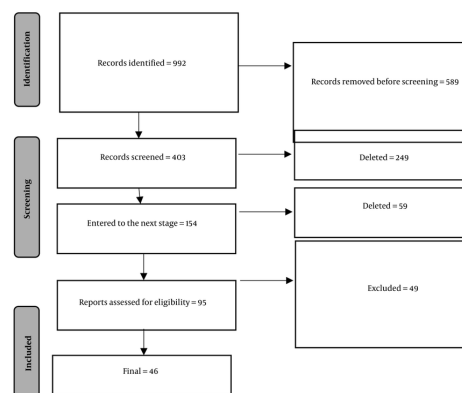 Identification
Records identified = 992
Records removed before screening = 589
Screening
Records screened = 403
Deleted = 249
Entered to the next stage = 154
Deleted = 59
Reports assessed for eligibility = 95
Excluded = 49
Included
Final = 46